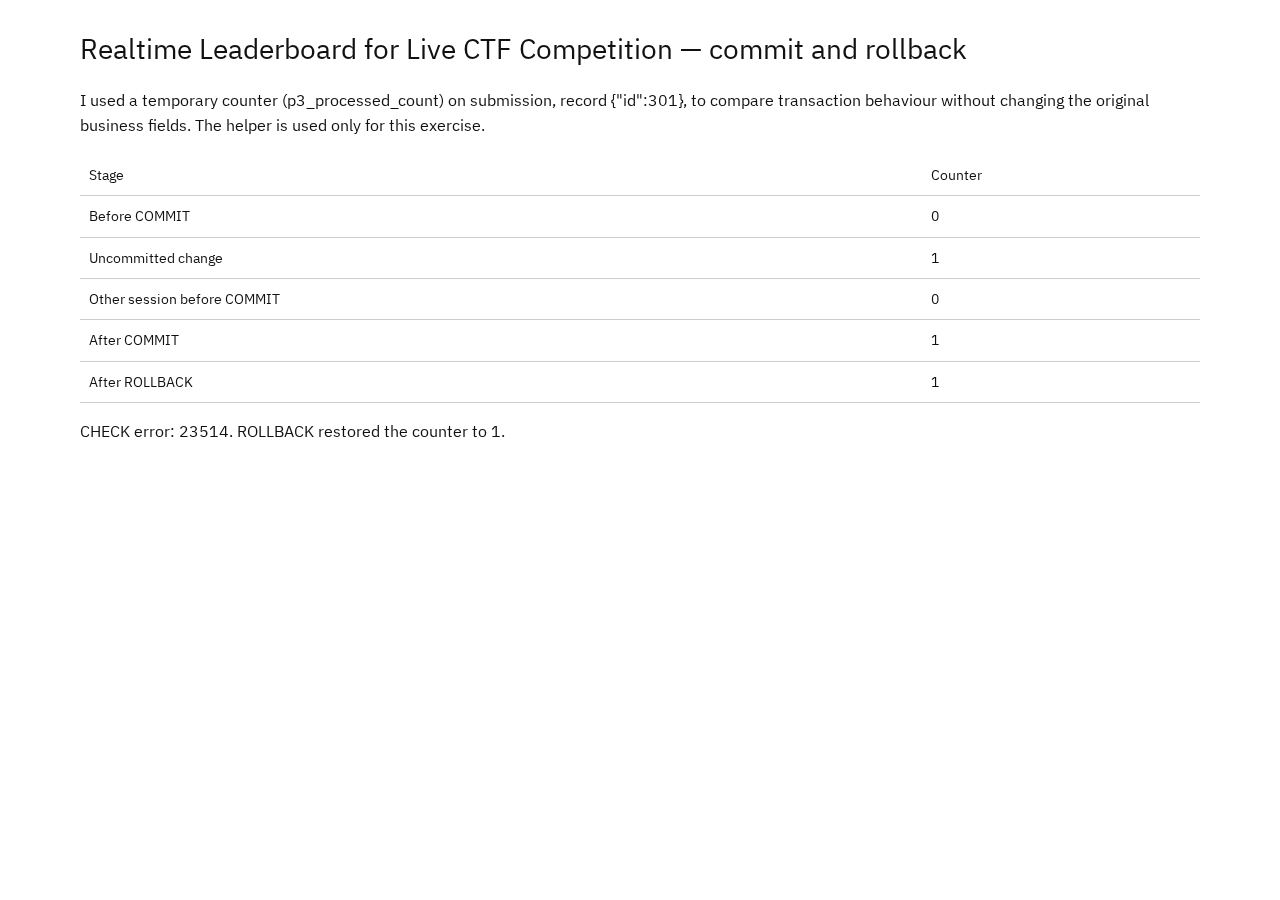 Realtime Leaderboard for Live CTF Competition — commit and rollback
I used a temporary counter (p3_processed_count) on submission, record {"id":301}, to compare transaction behaviour without changing the original
business fields. The helper is used only for this exercise.
Stage Counter
Before COMMIT 0
Uncommitted change 1
Other session before COMMIT 0
After COMMIT 1
After ROLLBACK 1
CHECK error: 23514. ROLLBACK restored the counter to 1.